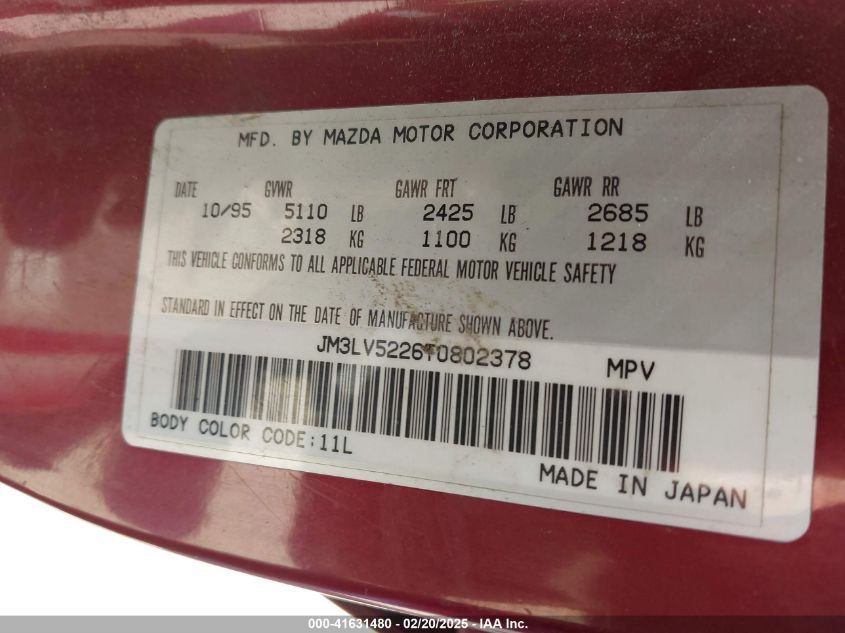 MFD. BY MAZDA MOTOR CORPORATION
DATE GVWR GAWR FRT GAWR RR
10/95 5110 LB 2425 LB 2685 LB
2318 KG 1100 KG 1218 KG
THIS VEHICLE CONFORMS TO ALL APPLICABLE FEDERAL MOTOR VEHICLE SAFETY
STANDARD IN EFFECT ON THE DATE OF MANUFACTURE SHOWN ABOVE.
JM3LV5226T0802378 MPV
BODY COLOR CODE:11L
MADE IN JAPAN
000-41631480 - 02/20/2025 - IAA Inc.